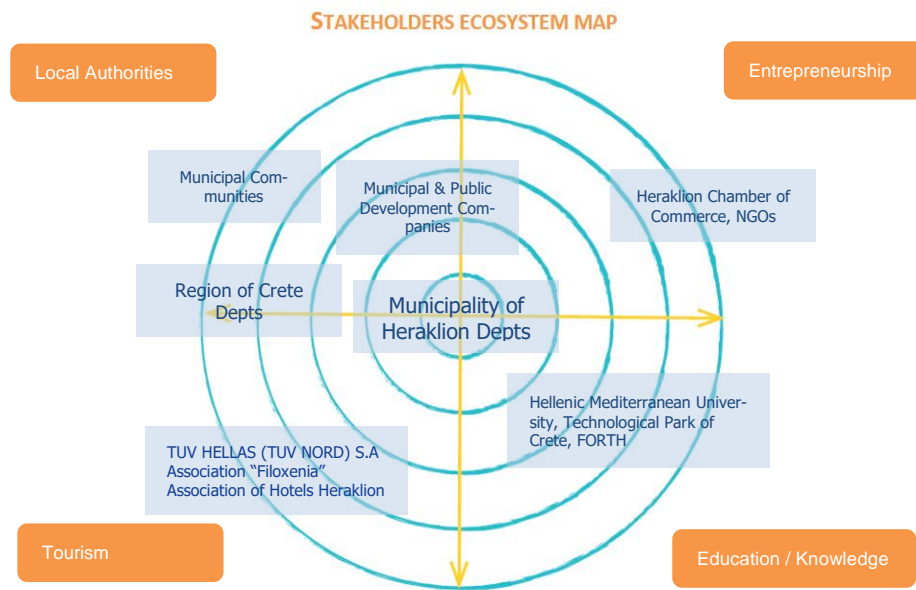 STAKEHOLDERS ECOSYSTEM MAP
Local Authorities
Entrepreneurship
Municipal Com-
munities
Municipal & Public
Development Com-
panies
Heraklion Chamber of
Commerce, NGOs
Region of Crete
Depts
Municipality of
Heraklion Depts
Hellenic Mediterranean Univer-
sity, Technological Park of
Crete, FORTH
TUV HELLAS (TUV NORD) S.A
Association “Filoxenia”
Association of Hotels Heraklion
Tourism
Education / Knowledge